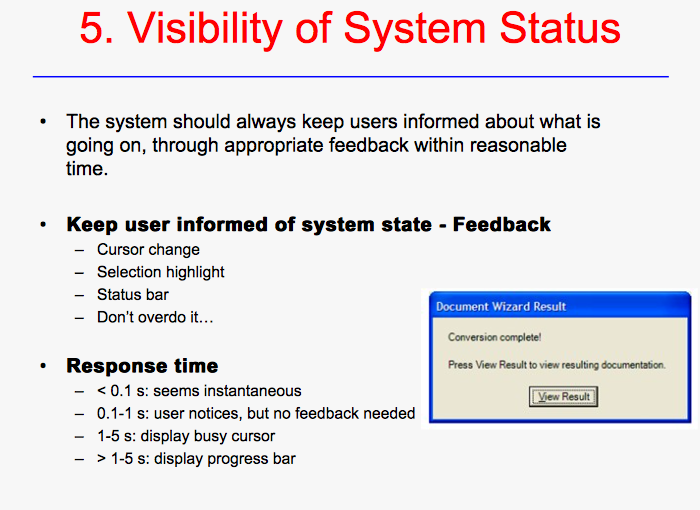 5. Visibility of System Status
• The system should always keep users informed about what is
going on, through appropriate feedback within reasonable
time.
• Keep user informed of system state - Feedback
– Cursor change
– Selection highlight
– Status bar
– Don’t overdo it…
Document Wizard Result
Conversion complete!
Press View Result to view resulting documentation.
View Result
• Response time
– < 0.1 s: seems instantaneous
– 0.1-1 s: user notices, but no feedback needed
– 1-5 s: display busy cursor
– > 1-5 s: display progress bar